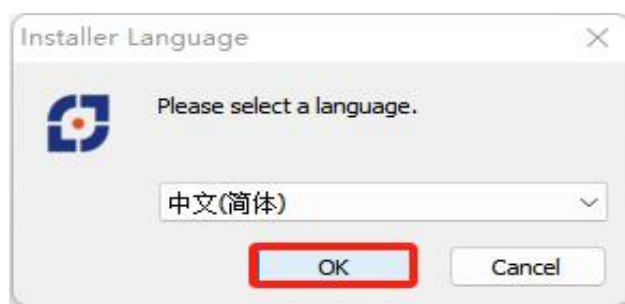 Installer Language
Please select a language.
中文(简体)
OK
Cancel